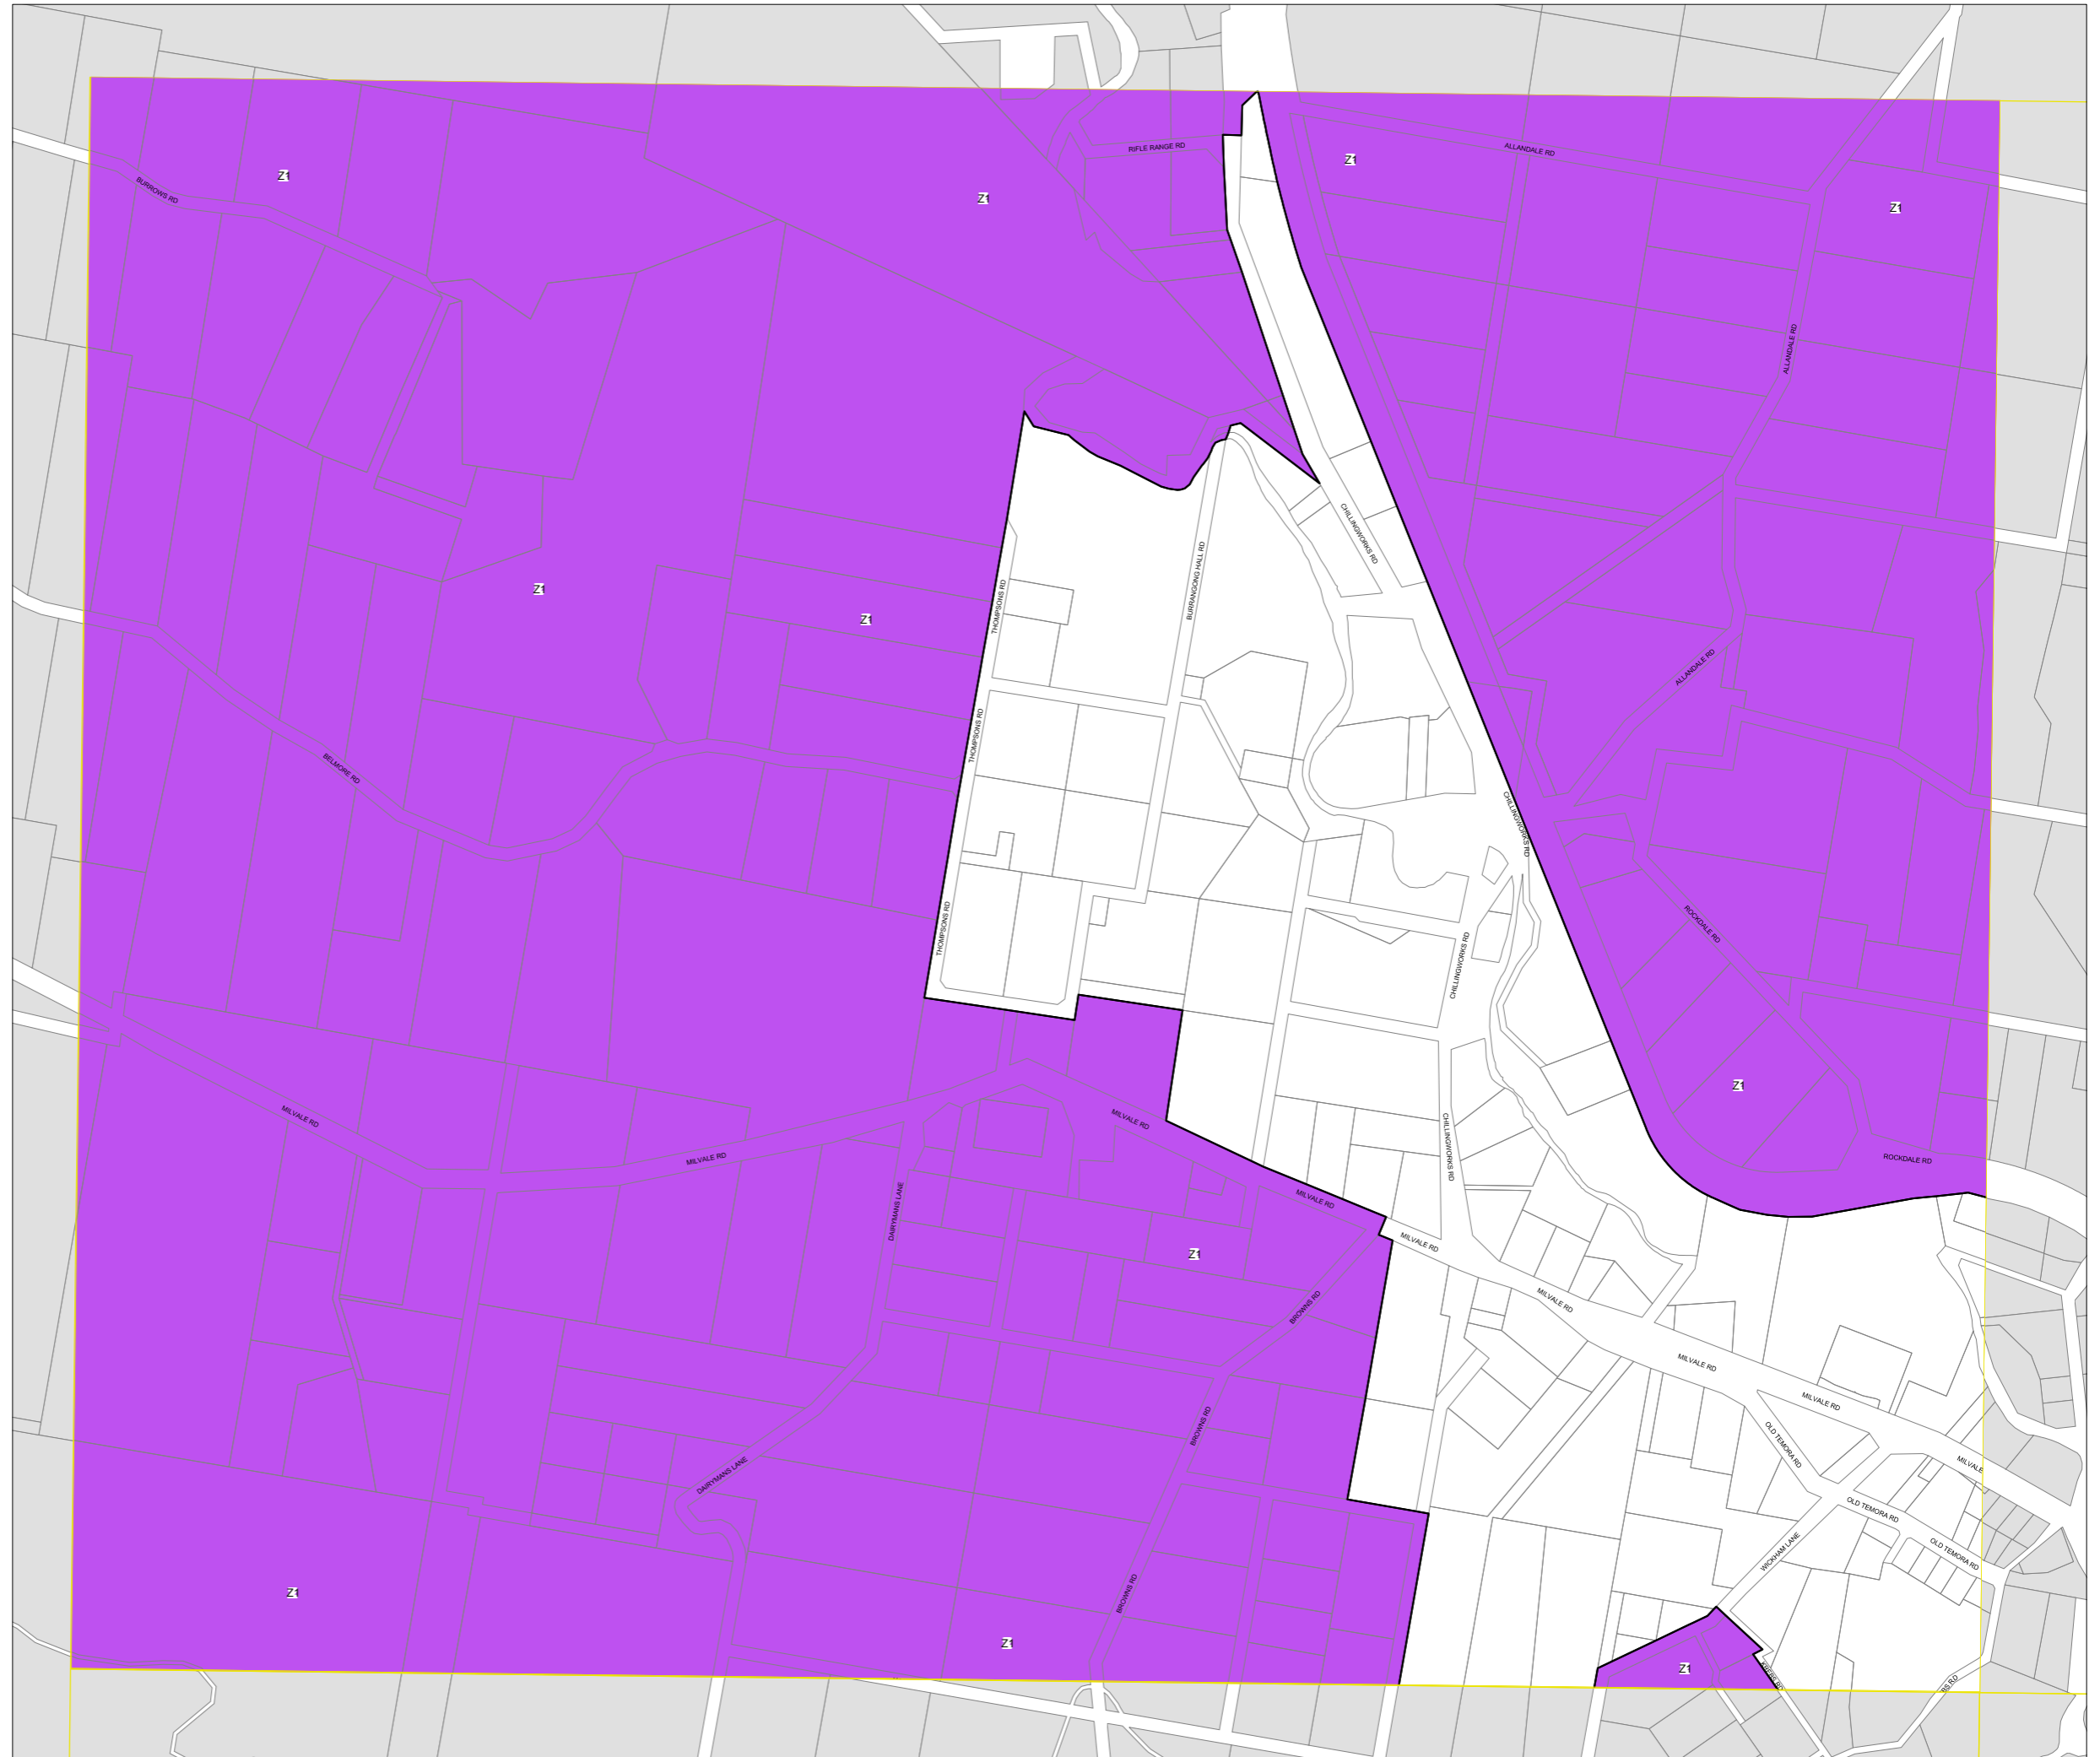 RIFLE RANGE RD
ALLANDALE RD
Z1
Z1
BURROWS RD
Z1
Z1
ALLANDALE RD
CHILLINGWORKS RD
BURRANGONG HALL RD
Z1
THOMPSONS RD
Z1
ALLANDALE RD
THOMPSONS RD
BELMORE RD
CHILLINGWORKS RD
THOMPSONS RD
ROCKDALE RD
CHILLINGWORKS RD
Z1
MILVALE RD
MILVALE RD
CHILLINGWORKS RD
MILVALE RD
ROCKDALE RD
MILVALE RD
DAIRYMANS LANE
MILVALE RD
Z1
BROWNS RD
MILVALE RD
MILVALE RD
MILVALE RD
BROWNS RD
OLD TEMORA RD
MILVALE
DAIRYMANS LANE
OLD TEMORA RD
WICKHAM LANE
OLD TEMORA RD
Z1
BROWNS RD
Z1
Z1
RS RD